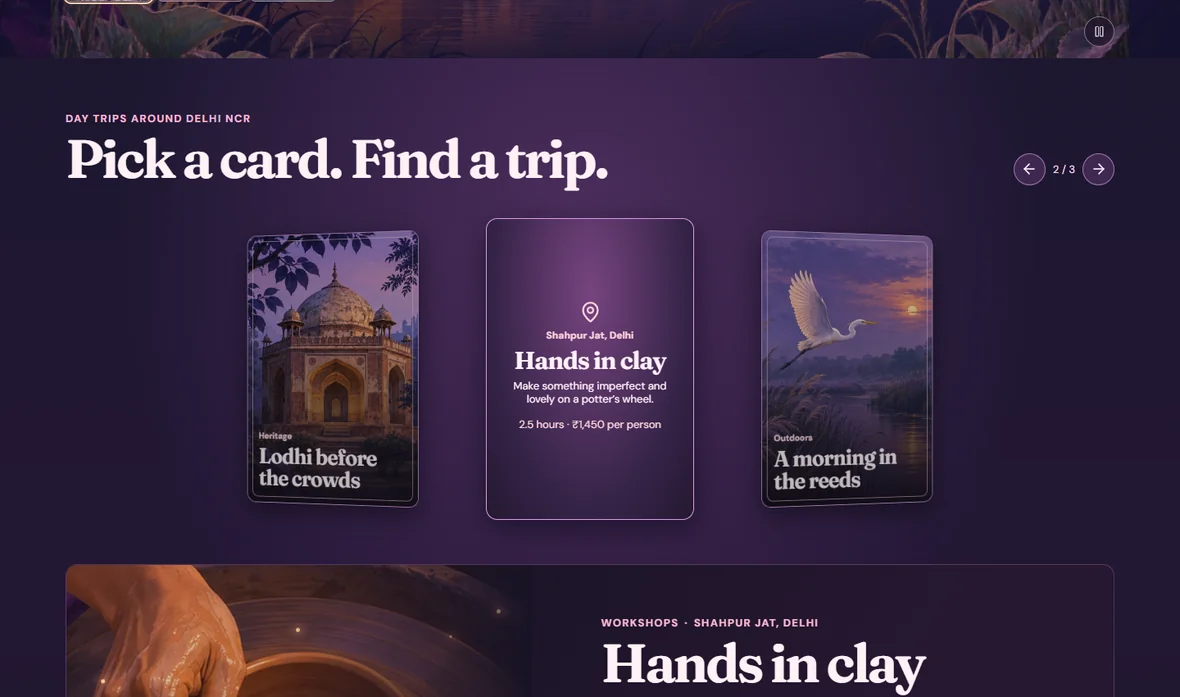 DAY TRIPS AROUND DELHI NCR
Pick a card. Find a trip.
2 / 3
Heritage
Lodhi before
the crowds
Shahpur Jat, Delhi
Hands in clay
Make something imperfect and
lovely on a potter's wheel.
2.5 hours · ₹1,450 per person
Outdoors
A morning in
the reeds
WORKSHOPS · SHAHPUR JAT, DELHI
Hands in clay